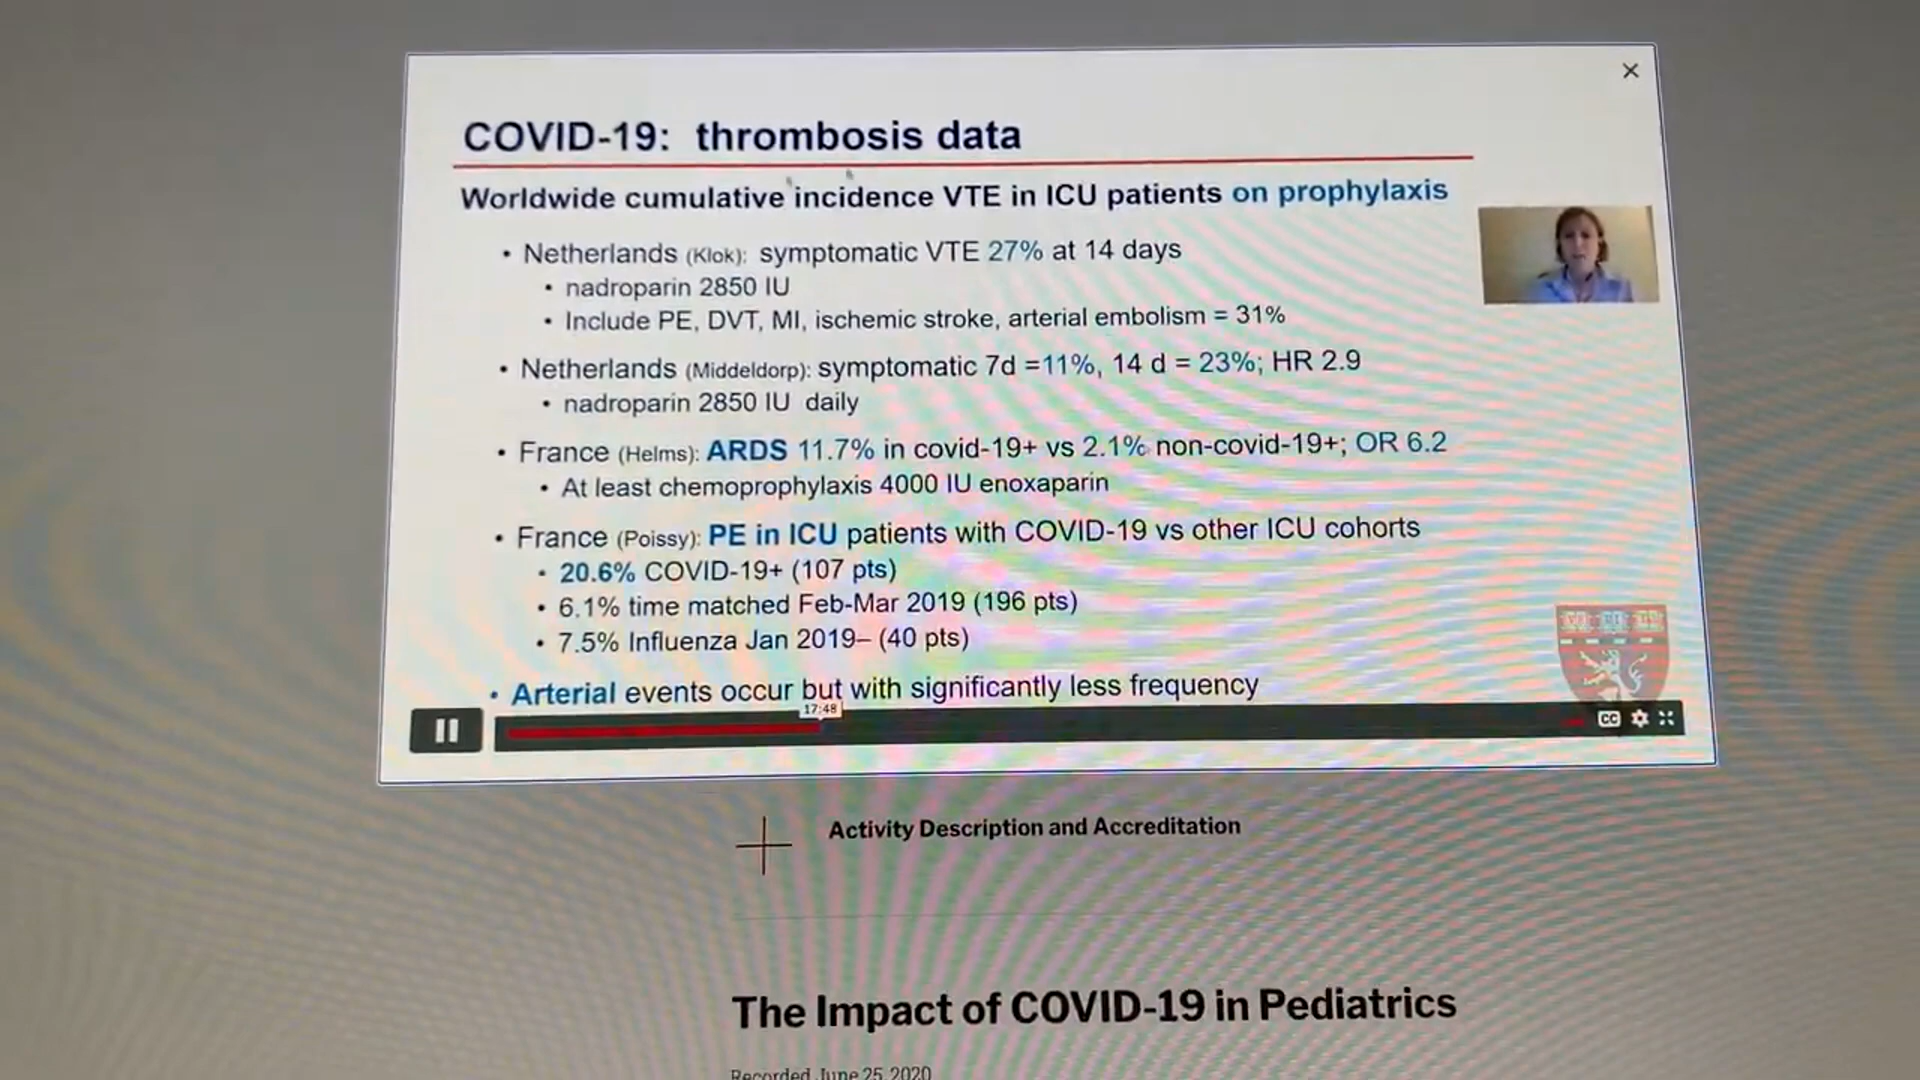 COVID-19: thrombosis data
Worldwide cumulative incidence VTE in ICU patients on prophylaxis
• Netherlands (Klok): symptomatic VTE 27% at 14 days
• nadroparin 2850 IU
• Include PE, DVT, MI, ischemic stroke, arterial embolism = 31%
• Netherlands (Middeldorp): symptomatic 7d =11%, 14 d = 23%; HR 2.9
• nadroparin 2850 IU daily
• France (Helms): ARDS 11.7% in covid-19+ vs 2.1% non-covid-19+; OR 6.2
• At least chemoprophylaxis 4000 IU enoxaparin
• France (Poissy): PE in ICU patients with COVID-19 vs other ICU cohorts
• 20.6% COVID-19+ (107 pts)
• 6.1% time matched Feb-Mar 2019 (196 pts)
• 7.5% Influenza Jan 2019– (40 pts)
• Arterial events occur but with significantly less frequency
17:48
CC
Activity Description and Accreditation
The Impact of COVID-19 in Pediatrics
Recorded June 25, 2020